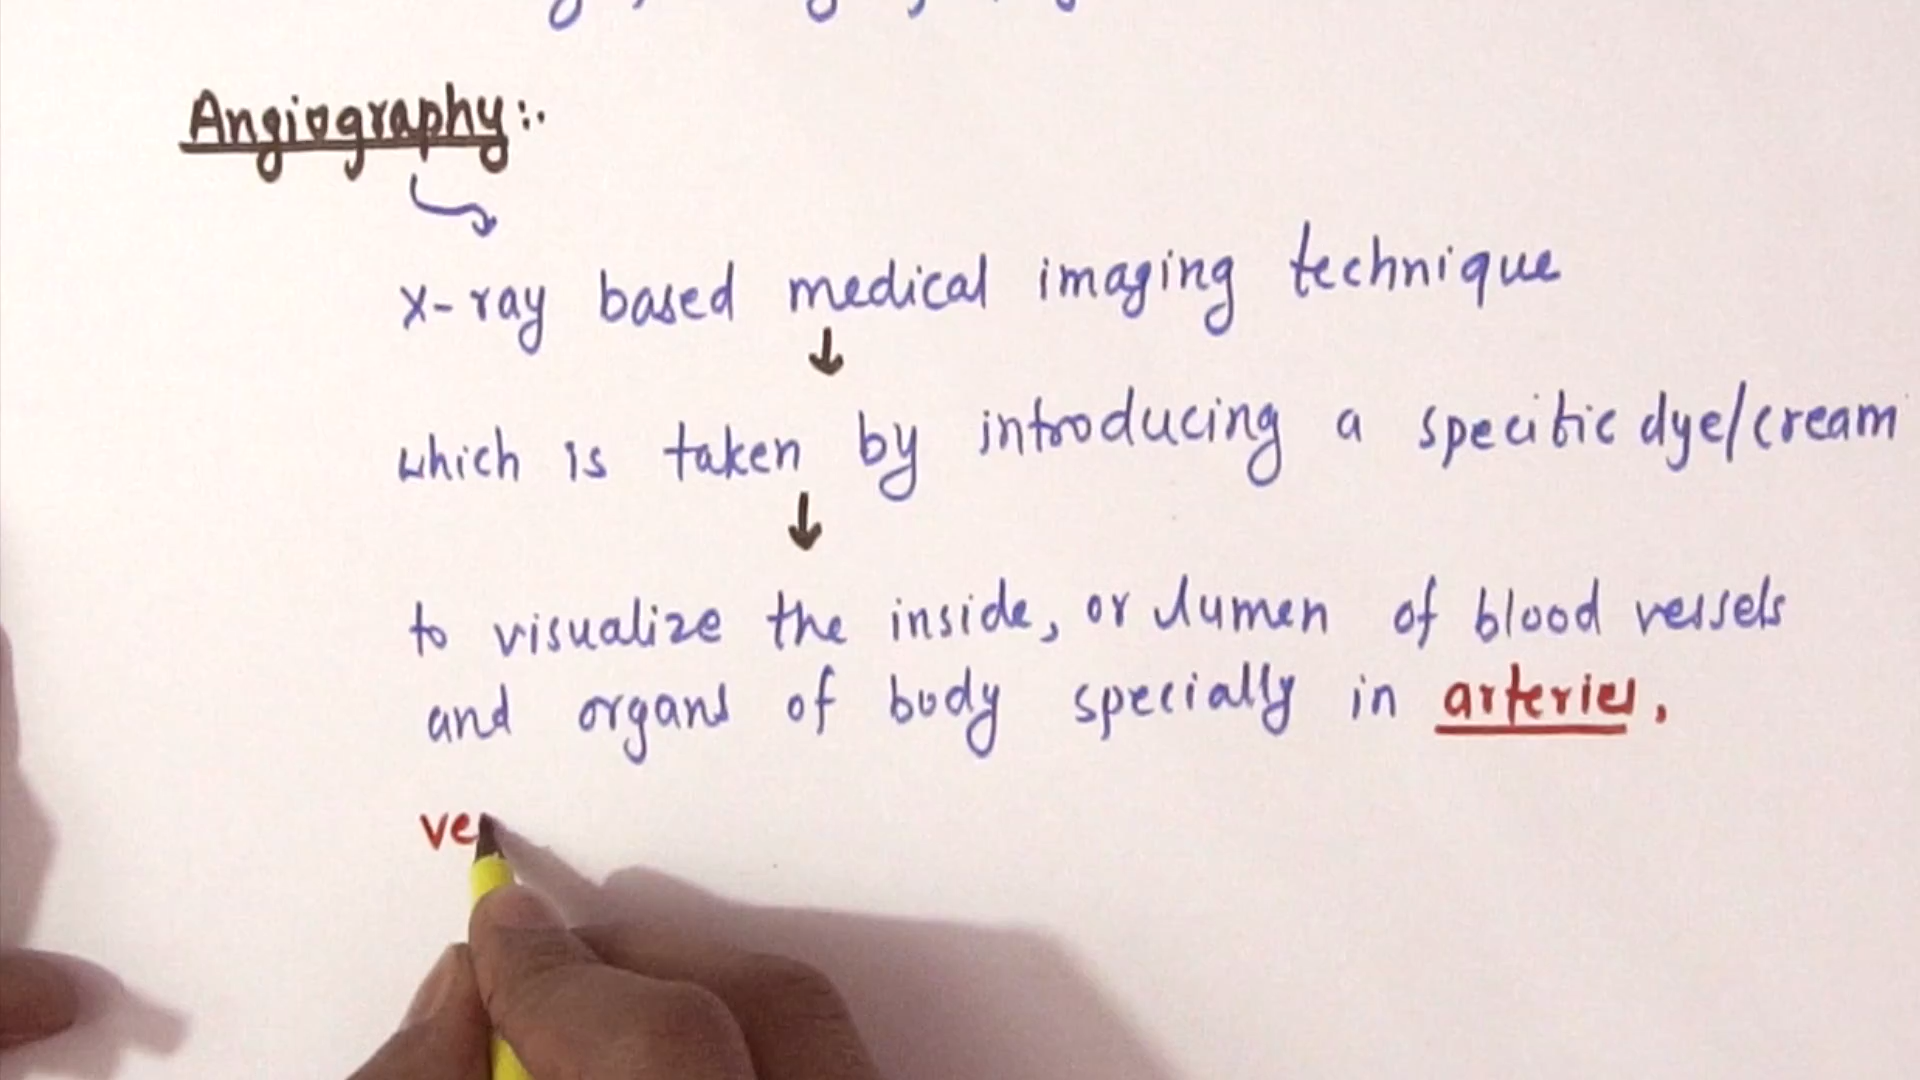 Angiography:-
x-ray based medical imaging technique
↓
which is taken by introducing a specific dye/cream
↓
to visualize the inside, or lumen of blood vessels
and organs of body specially in arteries,
ve